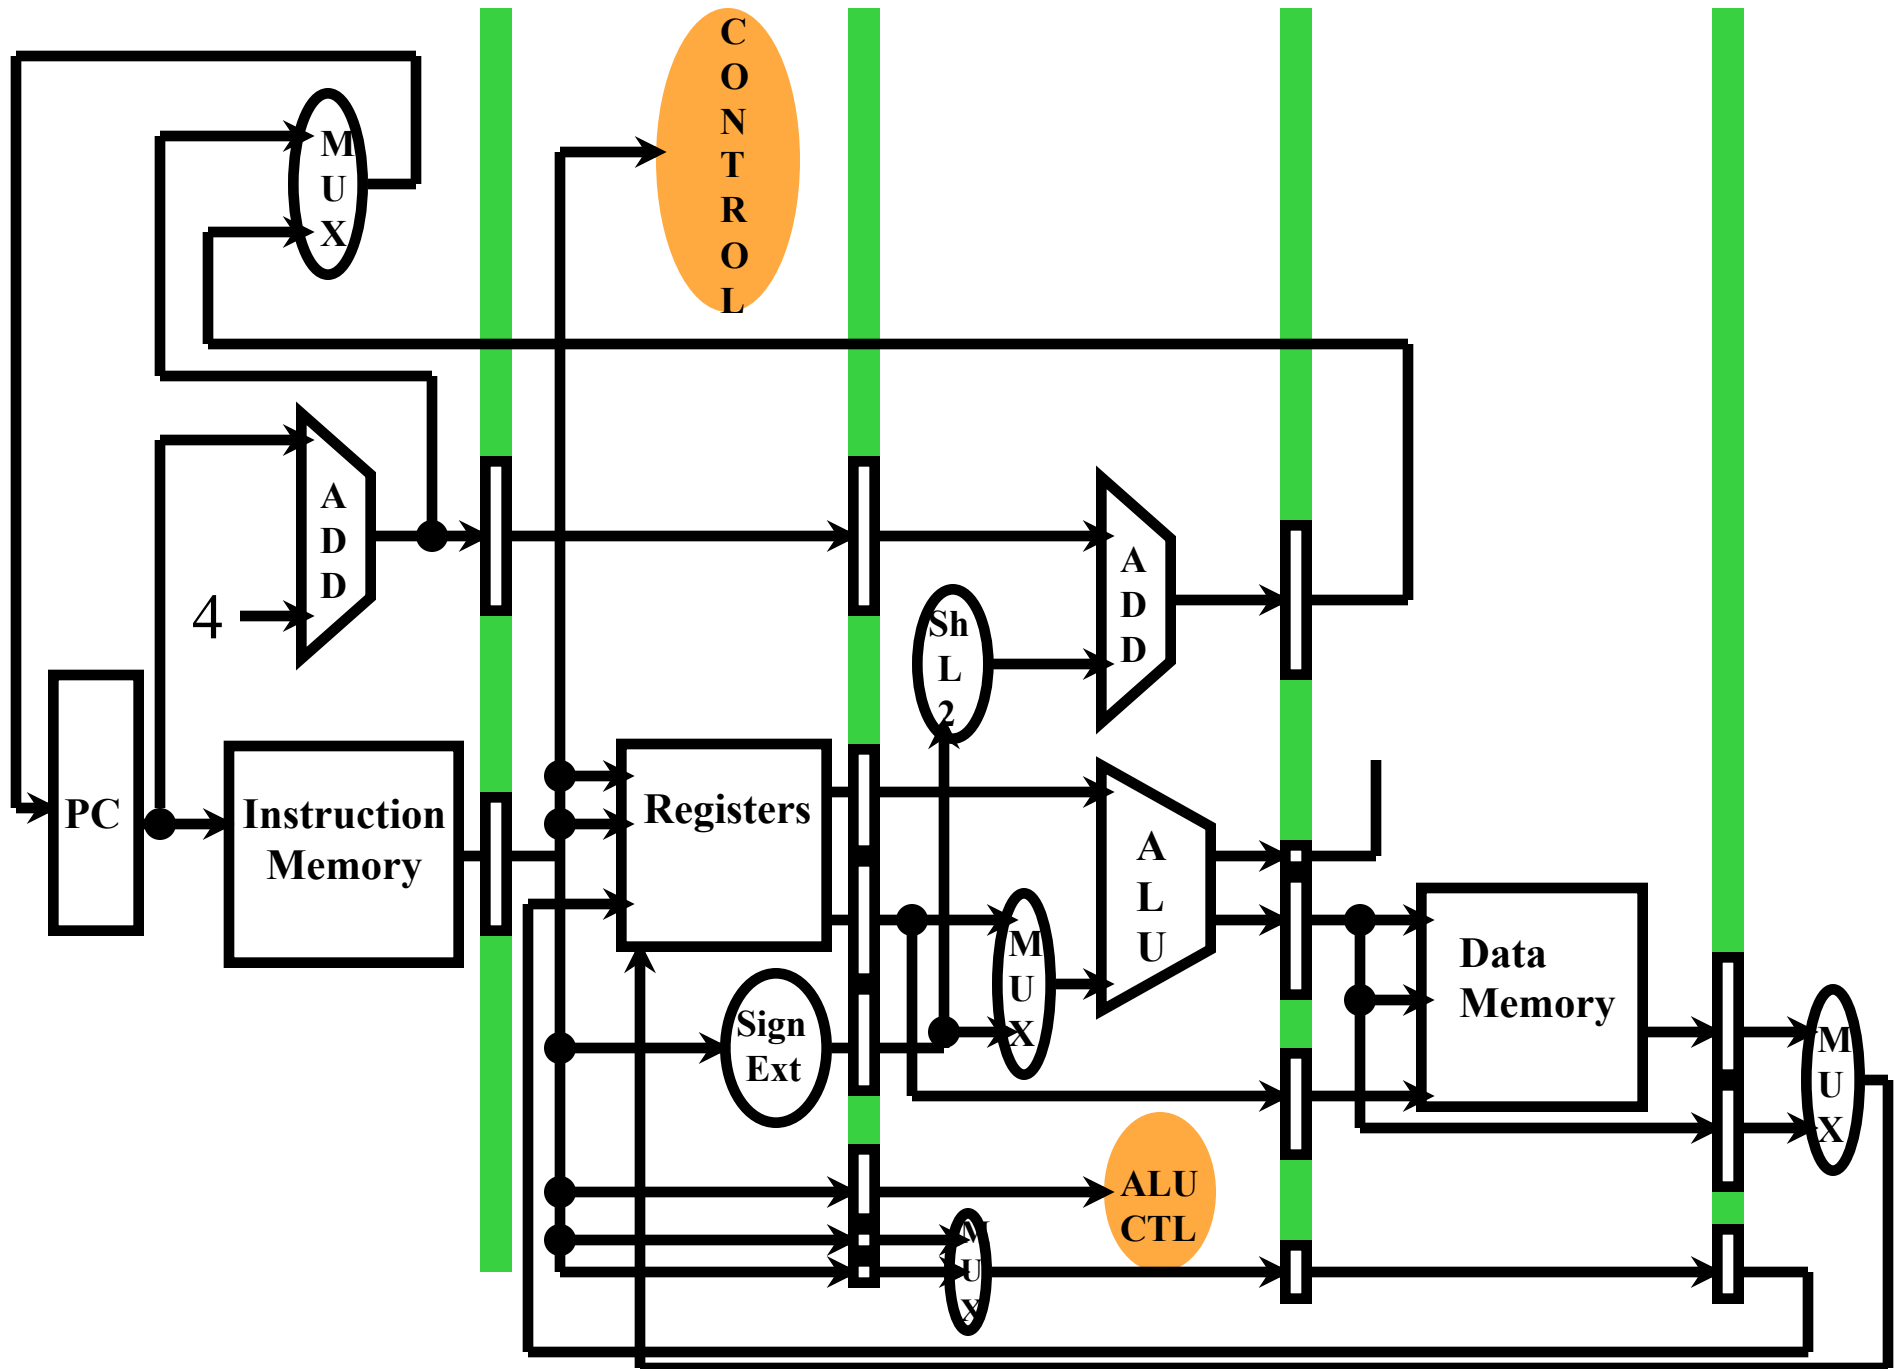 C
O
N
T
R
O
L
M
U
X
A
D
D
4
A
D
D
Sh
L
2
PC
Instruction
Memory
Registers
A
L
U
M
U
X
Data
Memory
Sign
Ext
M
U
X
ALU
CTL
M
U
X